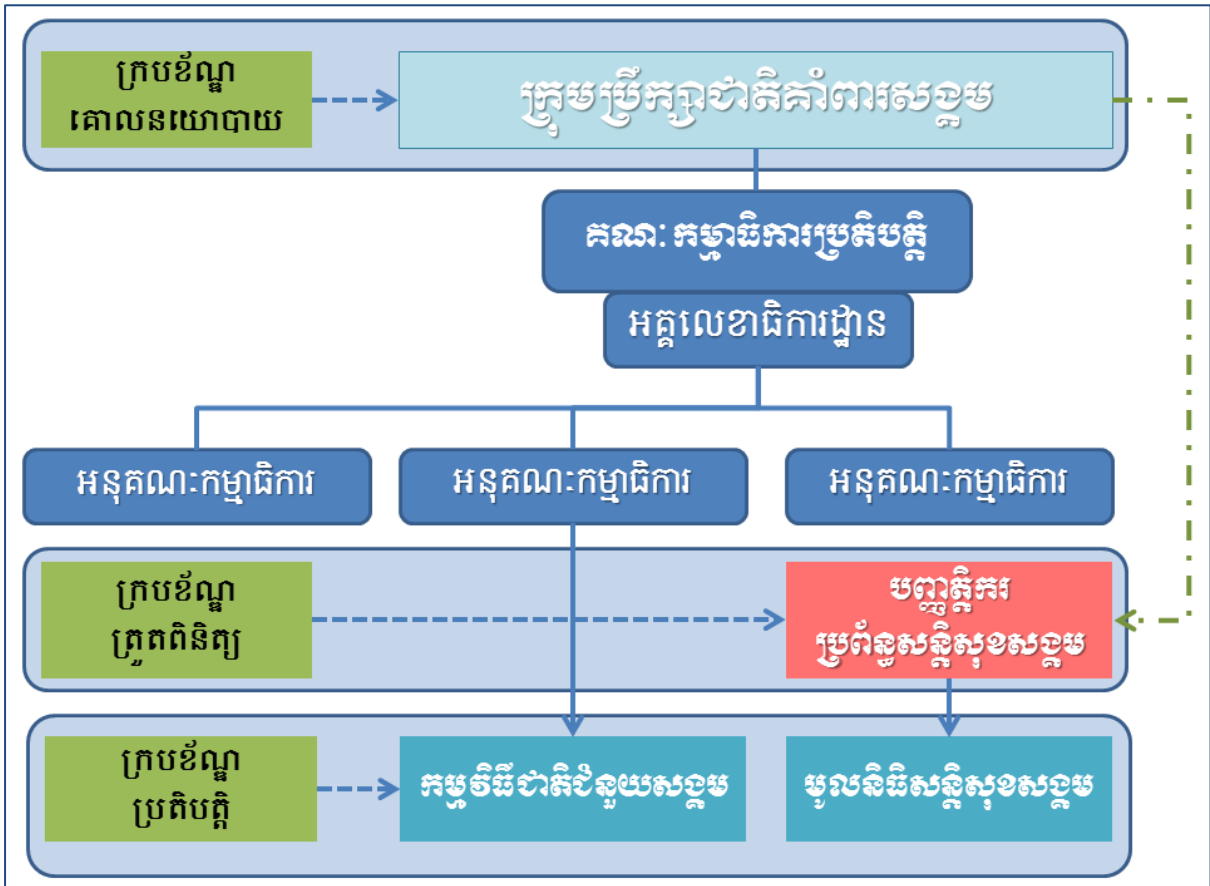 ក្របខ័ណ្ឌ
គោលនយោបាយ
ក្រុមប្រឹក្សាជាតិគាំពារសង្គម
គណៈកម្មាធិការប្រតិបត្តិ
អគ្គលេខាធិការដ្ឋាន
អនុគណៈកម្មាធិការ
អនុគណៈកម្មាធិការ
អនុគណៈកម្មាធិការ
ក្របខ័ណ្ឌ
ត្រួតពិនិត្យ
បញ្ញត្តិករ
ប្រព័ន្ធសន្តិសុខសង្គម
ក្របខ័ណ្ឌ
ប្រតិបត្តិ
កម្មវិធីជាតិជំនួយសង្គម
មូលនិធិសន្តិសុខសង្គម